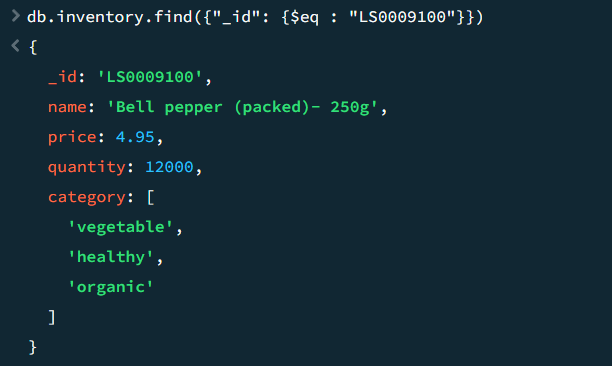 > db.inventory.find({"_id": {$eq : "LS0009100"}})
< {
_id: 'LS0009100',
name: 'Bell pepper (packed)- 250g',
price: 4.95,
quantity: 12000,
category: [
'vegetable',
'healthy',
'organic'
]
}